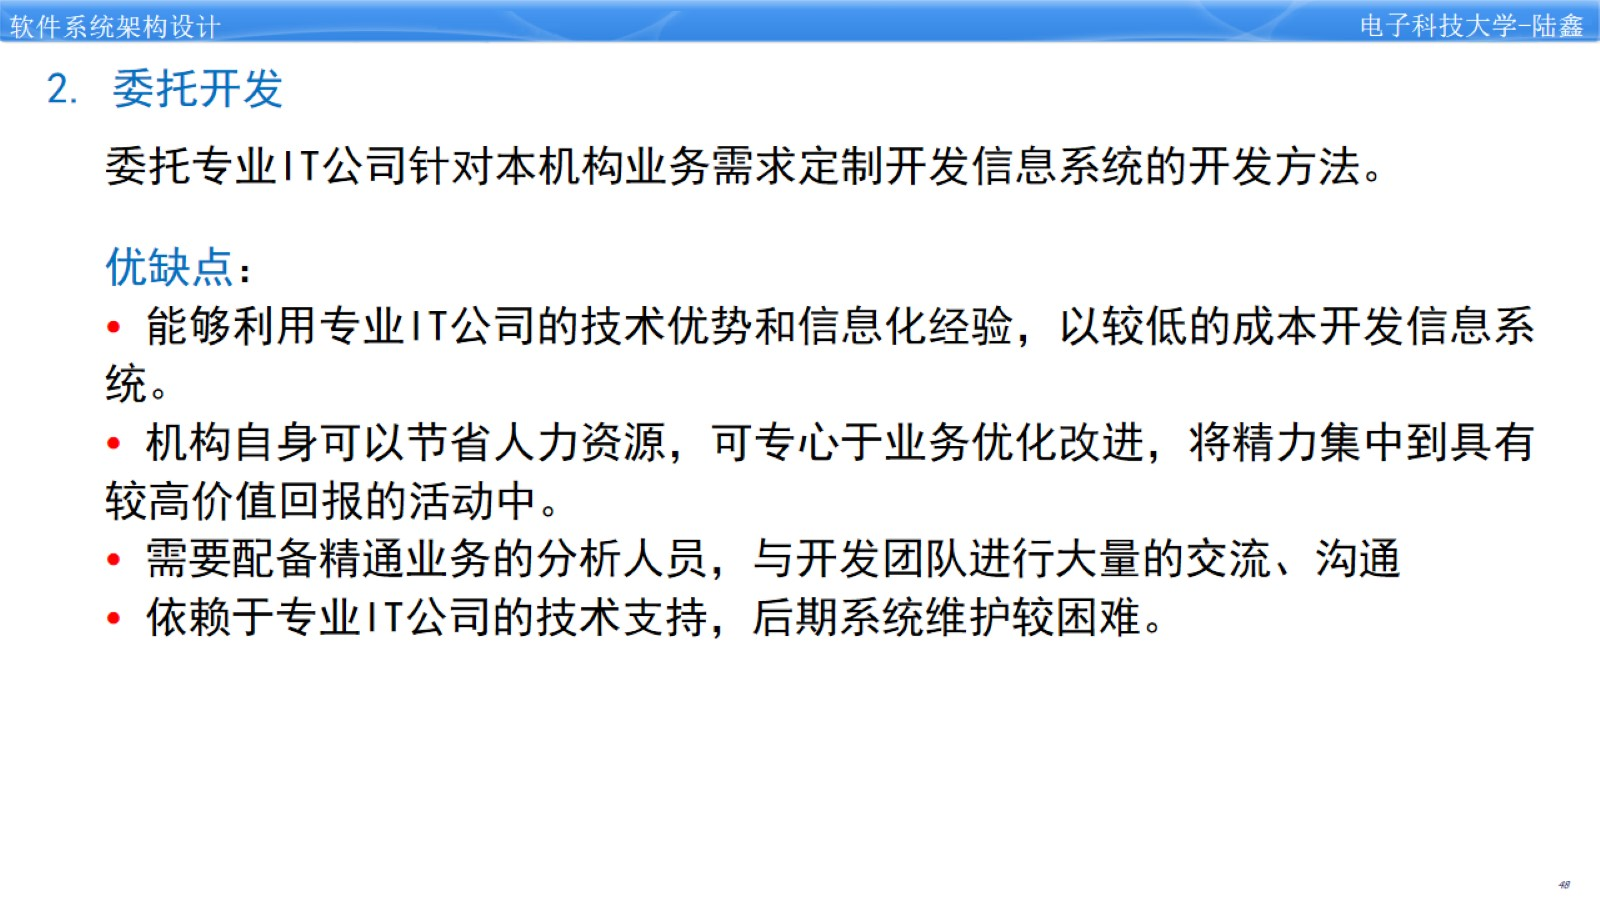 软件系统架构设计
电子科技大学-陆鑫
2. 委托开发
委托专业IT公司针对本机构业务需求定制开发信息系统的开发方法。
优缺点：
• 能够利用专业IT公司的技术优势和信息化经验，以较低的成本开发信息系
统。
• 机构自身可以节省人力资源，可专心于业务优化改进，将精力集中到具有
较高价值回报的活动中。
• 需要配备精通业务的分析人员，与开发团队进行大量的交流、沟通
• 依赖于专业IT公司的技术支持，后期系统维护较困难。
48